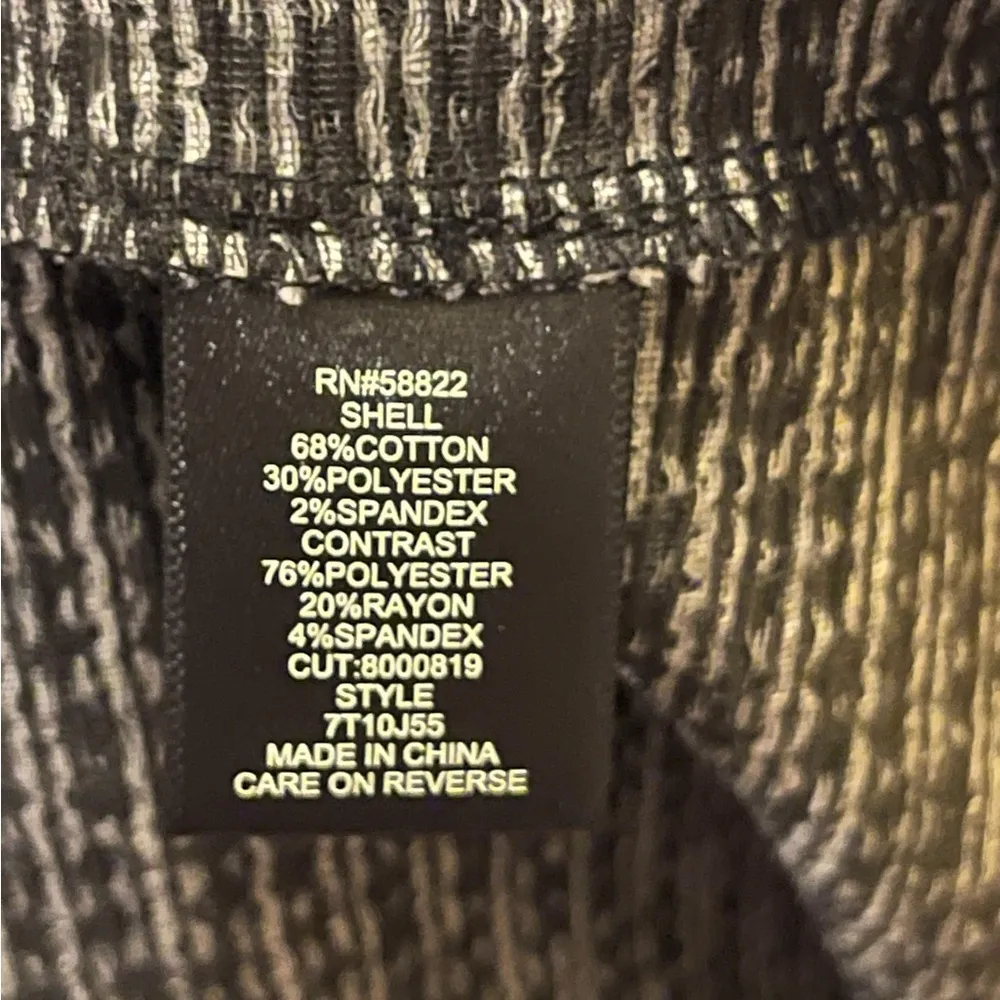 RN#58822
SHELL
68%COTTON
30%POLYESTER
2%SPANDEX
CONTRAST
76%POLYESTER
20%RAYON
4%SPANDEX
CUT:8000819
STYLE
7T10J55
MADE IN CHINA
CARE ON REVERSE